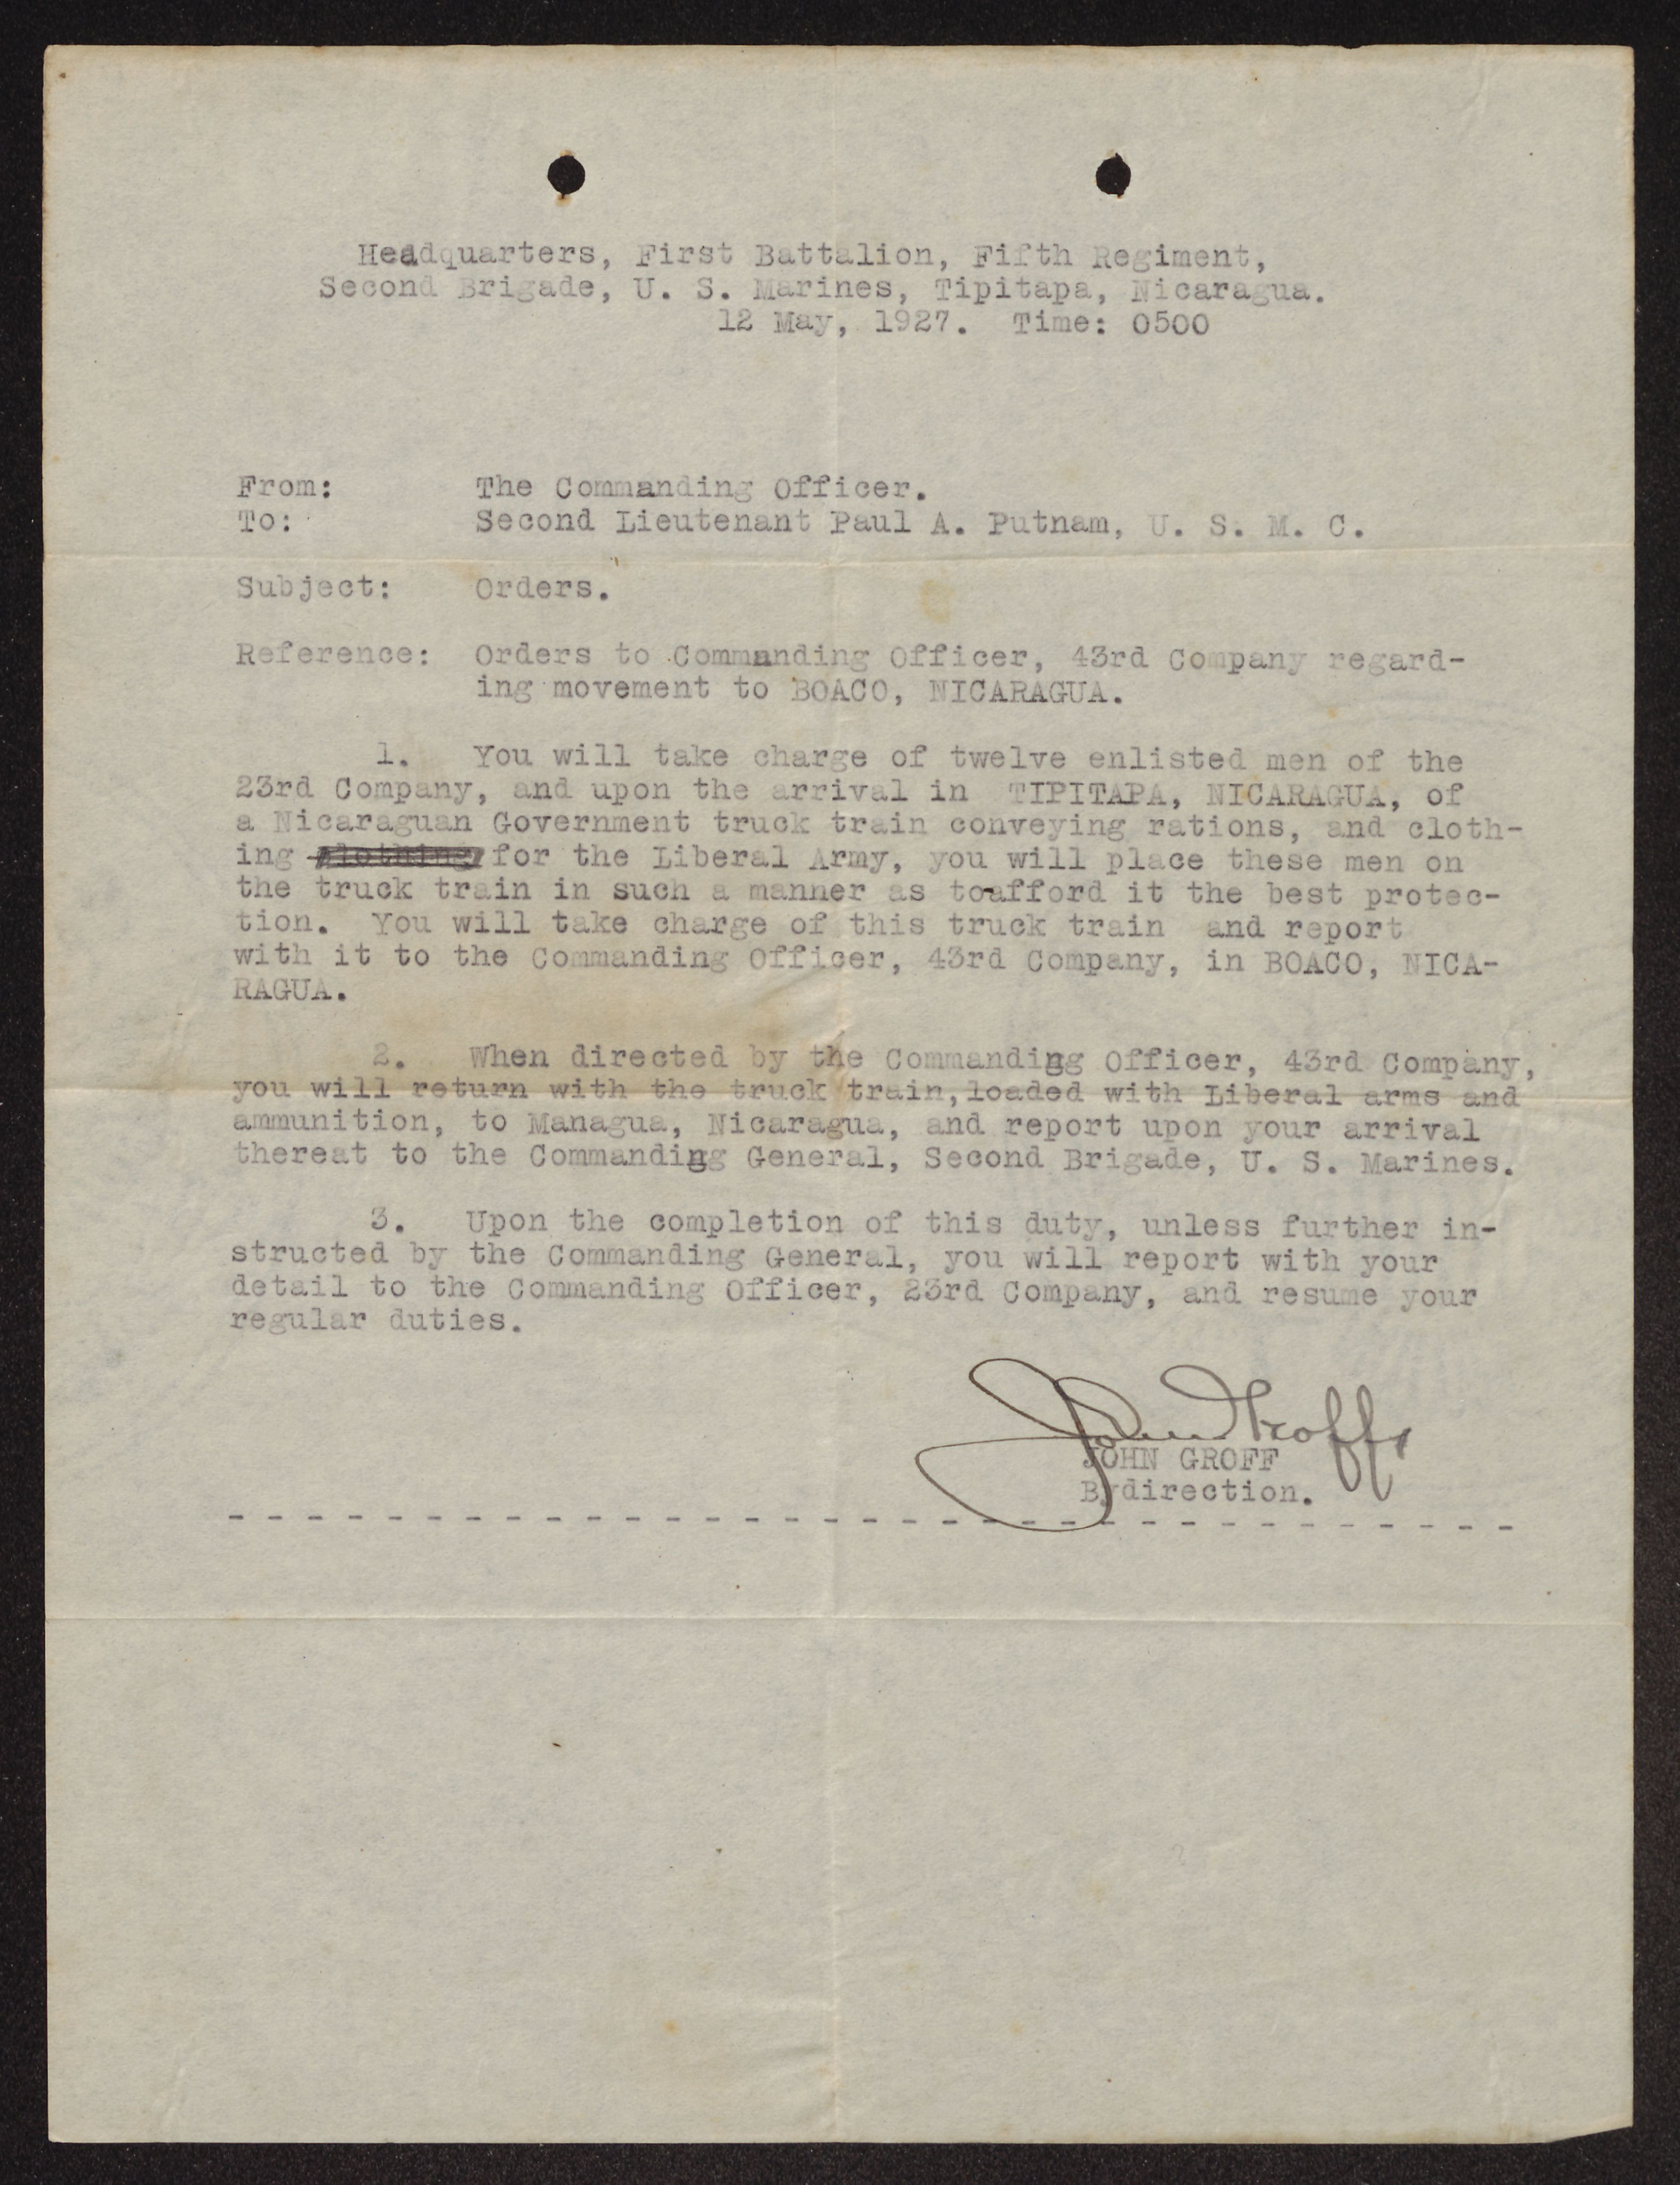 Headquarters, First Battalion, Fifth Regiment,
Second Brigade, U. S. Marines, Tipitapa, Nicaragua.
12 May, 1927. Time: 0500
From: The Commanding Officer.
To: Second Lieutenant Paul A. Putnam, U. S. M. C.
Subject: Orders.
Reference: Orders to Commanding Officer, 43rd Company regard-
ing movement to BOACO, NICARAGUA.
1. You will take charge of twelve enlisted men of the
23rd Company, and upon the arrival in TIPITAPA, NICARAGUA, of
a Nicaraguan Government truck train conveying rations, and cloth-
ing clothing for the Liberal Army, you will place these men on
the truck train in such a manner as to afford it the best protec-
tion. You will take charge of this truck train and report
with it to the Commanding Officer, 43rd Company, in BOACO, NICA-
RAGUA.
2. When directed by the Commanding Officer, 43rd Company,
you will return with the truck train, loaded with Liberal arms and
ammunition, to Managua, Nicaragua, and report upon your arrival
thereat to the Commanding General, Second Brigade, U. S. Marines.
3. Upon the completion of this duty, unless further in-
structed by the Commanding General, you will report with your
detail to the Commanding Officer, 23rd Company, and resume your
regular duties.
John Groff
JOHN GROFF
By direction.